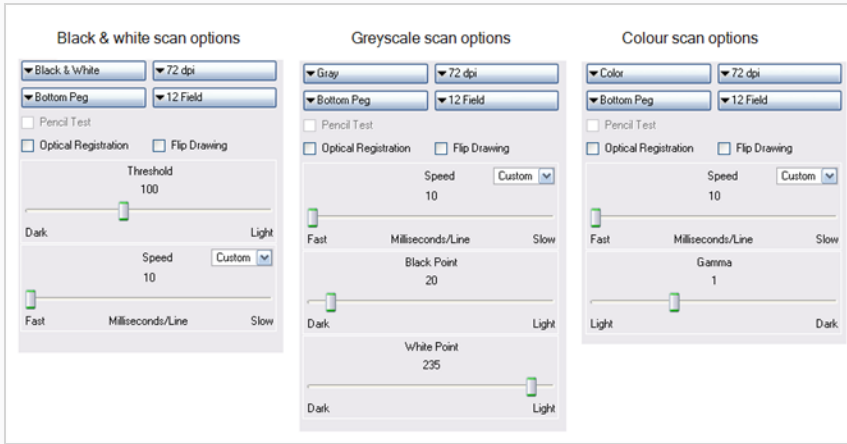 Black & white scan options
Black & White 72 dpi
Bottom Peg 12 Field
Pencil Test
Optical Registration Flip Drawing
Threshold
100
Dark Light
Speed Custom
10
Fast Milliseconds/Line Slow
Greyscale scan options
Gray 72 dpi
Bottom Peg 12 Field
Pencil Test
Optical Registration Flip Drawing
Speed Custom
10
Fast Milliseconds/Line Slow
Black Point
20
Dark Light
White Point
235
Dark Light
Colour scan options
Color 72 dpi
Bottom Peg 12 Field
Pencil Test
Optical Registration Flip Drawing
Speed Custom
10
Fast Milliseconds/Line Slow
Gamma
1
Light Dark